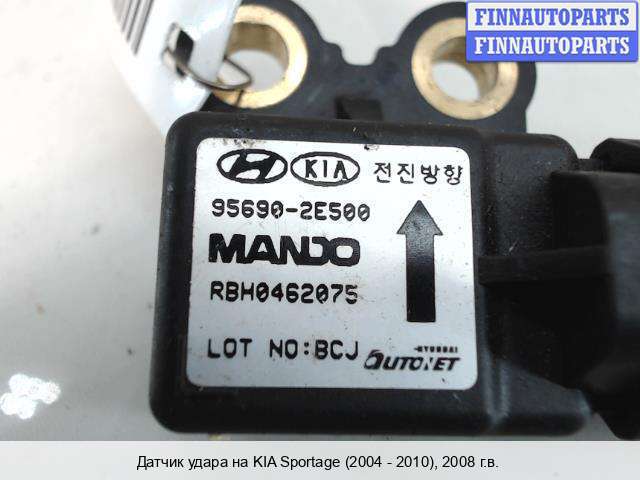 FINNAUTOPARTS
FINNAUTOPARTS
KIA 전진방향
95690-2E500
MANDO
RBH0462075
LOT NO:BCJ
HYUNDAI
AUTONET
Датчик удара на KIA Sportage (2004 - 2010), 2008 г.в.